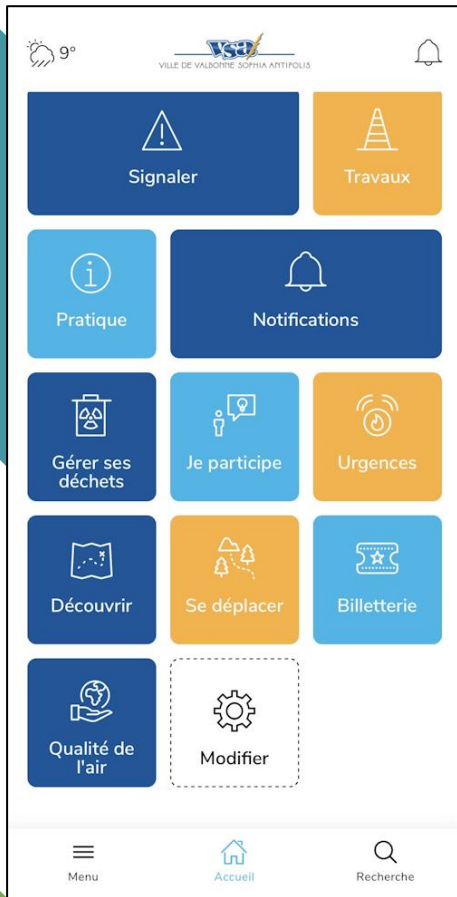 9°
vsa
VILLE DE VALBONNE SOPHIA ANTIPOLIS
Signaler
Travaux
Pratique
Notifications
Gérer ses
déchets
Je participe
Urgences
Découvrir
Se déplacer
Billetterie
Qualité de
l'air
Modifier
Menu
Accueil
Recherche